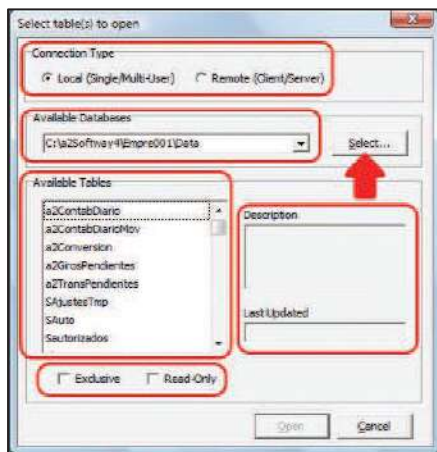 Select table(s) to open
Connection Type
Local (Single/Multi-User) Remote (Client/Server)
Available Databases
C:\a2Softway4\Empre001\Data Select...
Available Tables
a2ContabDiario
a2ContabDiarioMov
a2Conversion
a2GirosPendientes
a2TransPendientes
SAjustesTmp
SAuto
Sautorizados
Description
Last Updated
Exclusive Read-Only
Open Cancel